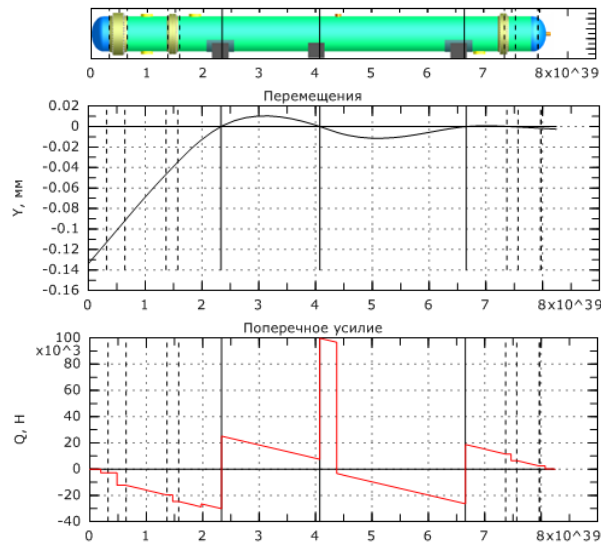 0 1 2 3 4 5 6 7 8x10^39
Перемещения
0.02
0
-0.02
-0.04
-0.06
-0.08
-0.1
-0.12
-0.14
-0.16
Y, мм
0 1 2 3 4 5 6 7 8x10^39
Поперечное усилие
100
x10^3
80
60
40
20
0
-20
-40
Q, Н
0 1 2 3 4 5 6 7 8x10^39